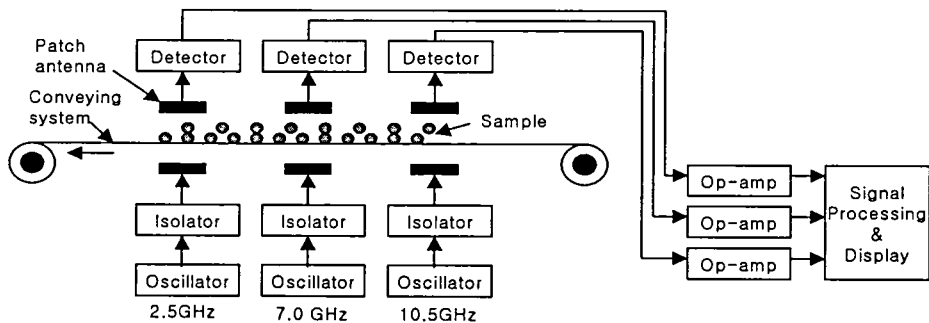 Patch
antenna
Conveying
system
Detector
Detector
Detector
Sample
Isolator
Isolator
Isolator
Oscillator
Oscillator
Oscillator
2.5GHz
7.0 GHz
10.5GHz
Op-amp
Op-amp
Op-amp
Signal
Processing
&
Display